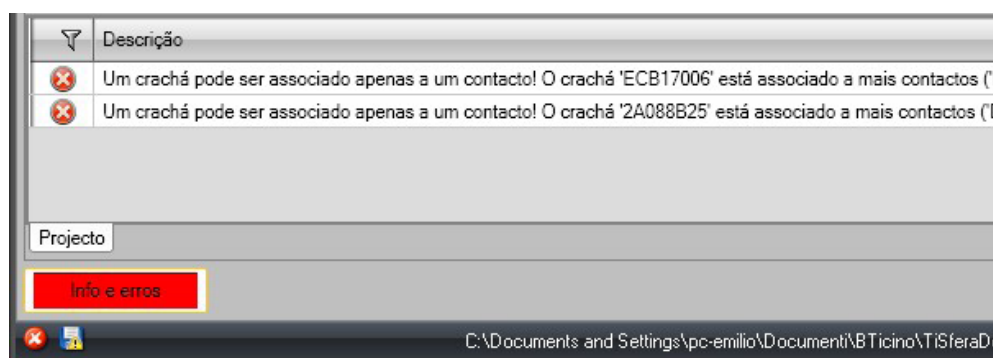 Descrição
Um crachá pode ser associado apenas a um contacto! O crachá 'ECB17006' está associado a mais contactos ('
Um crachá pode ser associado apenas a um contacto! O crachá '2A088B25' está associado a mais contactos ('
Projecto
Info e erros
C:\Documents and Settings\pc-emilio\Documenti\BTicino\TiSferaD